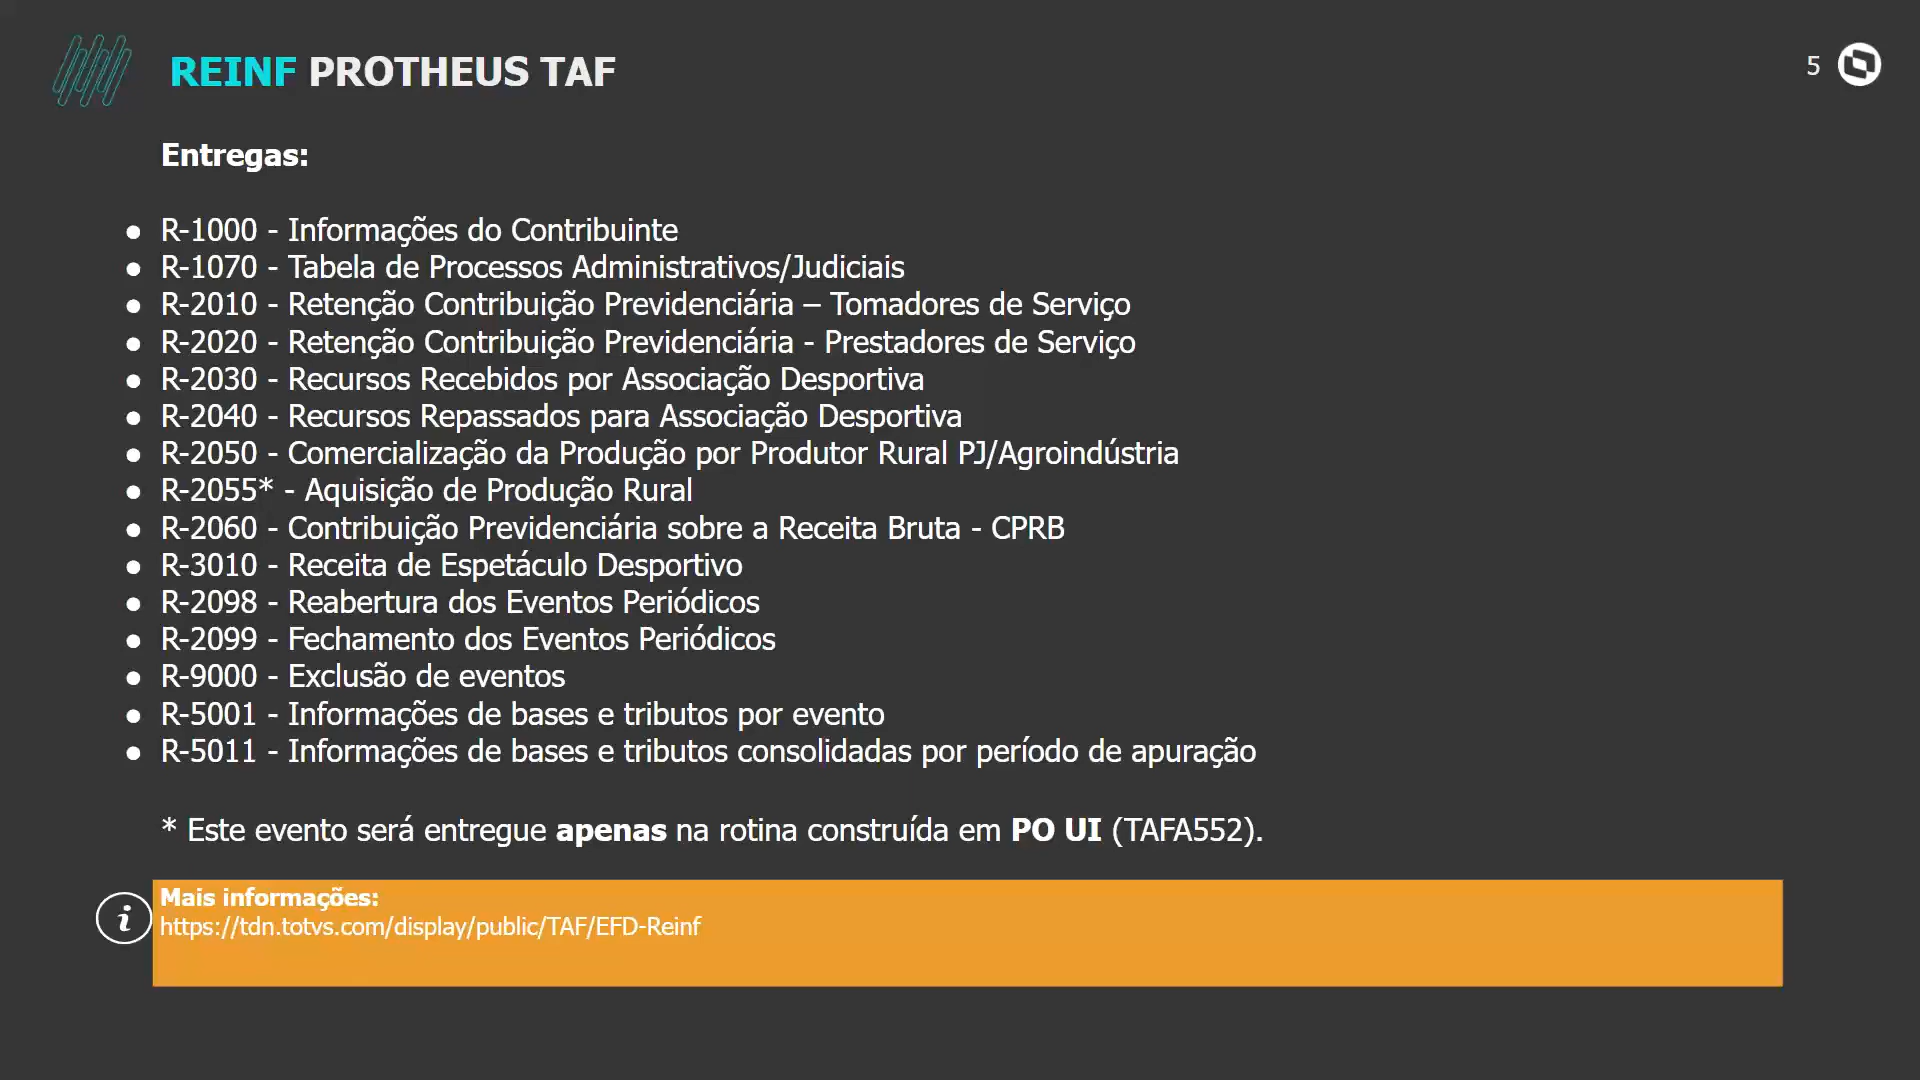 REINF PROTHEUS TAF
5
Entregas:
● R-1000 - Informações do Contribuinte
● R-1070 - Tabela de Processos Administrativos/Judiciais
● R-2010 - Retenção Contribuição Previdenciária – Tomadores de Serviço
● R-2020 - Retenção Contribuição Previdenciária - Prestadores de Serviço
● R-2030 - Recursos Recebidos por Associação Desportiva
● R-2040 - Recursos Repassados para Associação Desportiva
● R-2050 - Comercialização da Produção por Produtor Rural PJ/Agroindústria
● R-2055* - Aquisição de Produção Rural
● R-2060 - Contribuição Previdenciária sobre a Receita Bruta - CPRB
● R-3010 - Receita de Espetáculo Desportivo
● R-2098 - Reabertura dos Eventos Periódicos
● R-2099 - Fechamento dos Eventos Periódicos
● R-9000 - Exclusão de eventos
● R-5001 - Informações de bases e tributos por evento
● R-5011 - Informações de bases e tributos consolidadas por período de apuração
* Este evento será entregue apenas na rotina construída em PO UI (TAFA552).
i
Mais informações:
https://tdn.totvs.com/display/public/TAF/EFD-Reinf